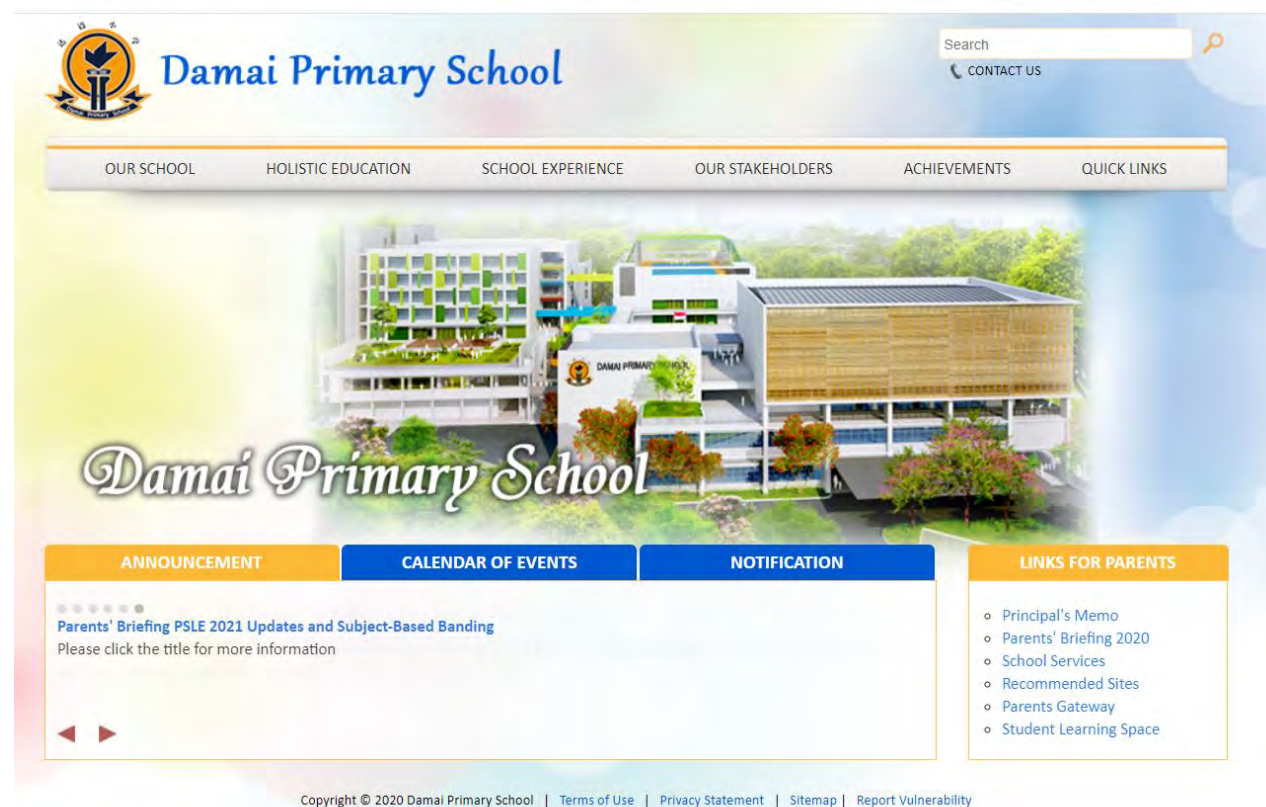 Damai Primary School
Damai Primary School
Search
CONTACT US
OUR SCHOOL HOLISTIC EDUCATION SCHOOL EXPERIENCE OUR STAKEHOLDERS ACHIEVEMENTS QUICK LINKS
DAMAI PRIMARY SCHOOL
Damai Primary School
ANNOUNCEMENT CALENDAR OF EVENTS NOTIFICATION LINKS FOR PARENTS
Parents' Briefing PSLE 2021 Updates and Subject-Based Banding
Please click the title for more information
Principal's Memo
Parents' Briefing 2020
School Services
Recommended Sites
Parents Gateway
Student Learning Space
Copyright © 2020 Damai Primary School | Terms of Use | Privacy Statement | Sitemap | Report Vulnerability